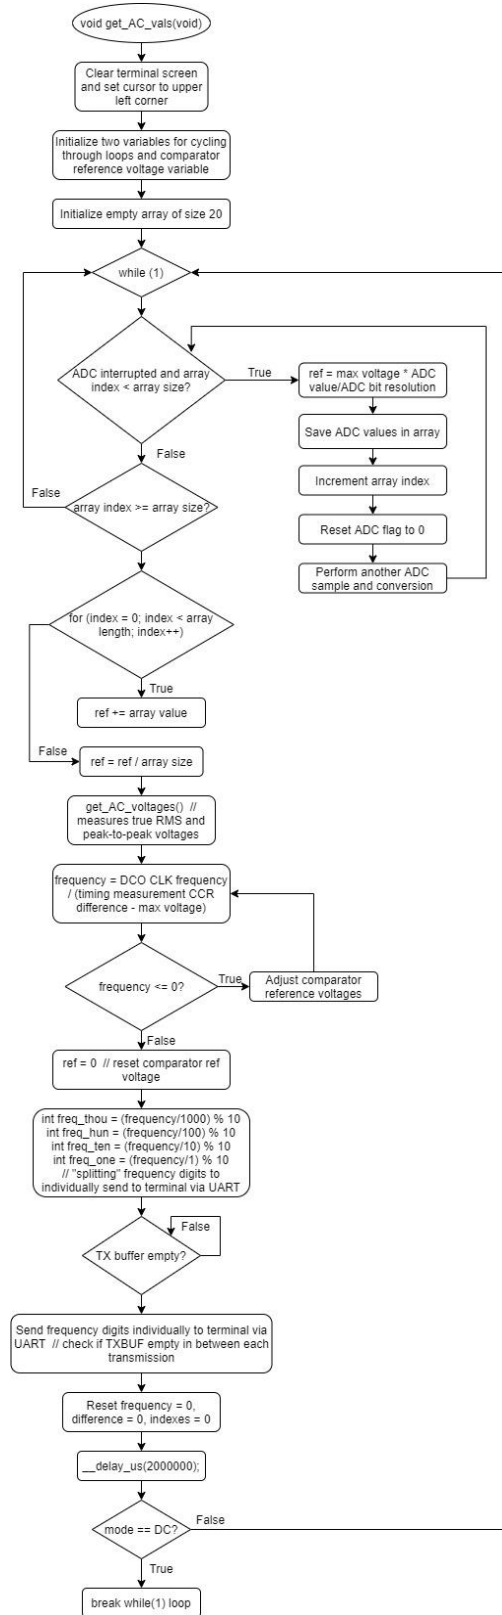 void get_AC_vals(void)
Clear terminal screen
and set cursor to upper
left corner
Initialize two variables for cycling
through loops and comparator
reference voltage variable
Initialize empty array of size 20
while (1)
ADC interrupted and array
index < array size?
True
ref = max voltage * ADC
value/ADC bit resolution
Save ADC values in array
Increment array index
Reset ADC flag to 0
Perform another ADC
sample and conversion
False
False
array index >= array size?
for (index = 0; index < array
length; index++)
True
ref += array value
False
ref = ref / array size
get_AC_voltages() //
measures true RMS and
peak-to-peak voltages
frequency = DCO CLK frequency
/ (timing measurement CCR
difference - max voltage)
frequency <= 0?
True
Adjust comparator
reference voltages
False
ref = 0 // reset comparator ref
voltage
int freq_thou = (frequency/1000) % 10
int freq_hun = (frequency/100) % 10
int freq_ten = (frequency/10) % 10
int freq_one = (frequency/1) % 10
// "splitting" frequency digits to
individually send to terminal via UART
False
TX buffer empty?
Send frequency digits individually to terminal via
UART // check if TXBUF empty in between each
transmission
Reset frequency = 0,
difference = 0, indexes = 0
__delay_us(2000000);
mode == DC?
False
True
break while(1) loop